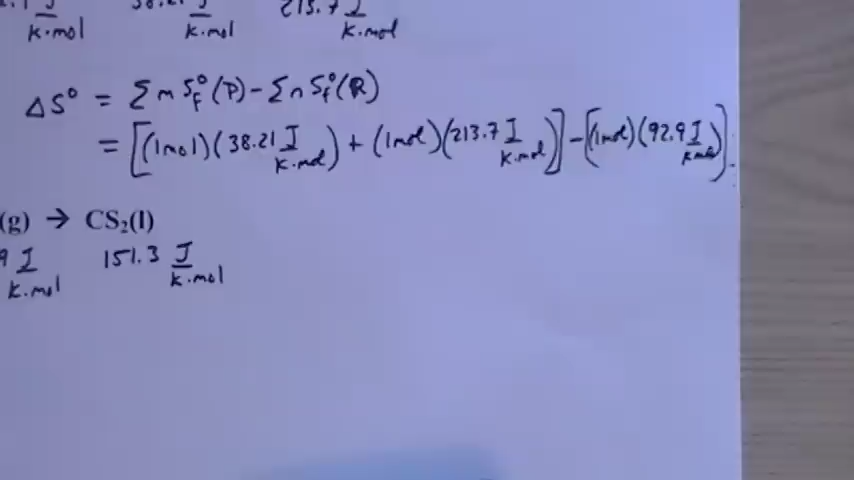 38.21 J 213.7 J
K·mol K·mol K·mol
ΔS° = Σ m S°f (P) - Σ n S°f (R)
= [(1mol)(38.21 J/K·mol) + (1mol)(213.7 J/K·mol)] - [(1mol)(92.9 J/K·mol)]
(g) → CS₂(l)
9 J/K·mol 151.3 J/K·mol